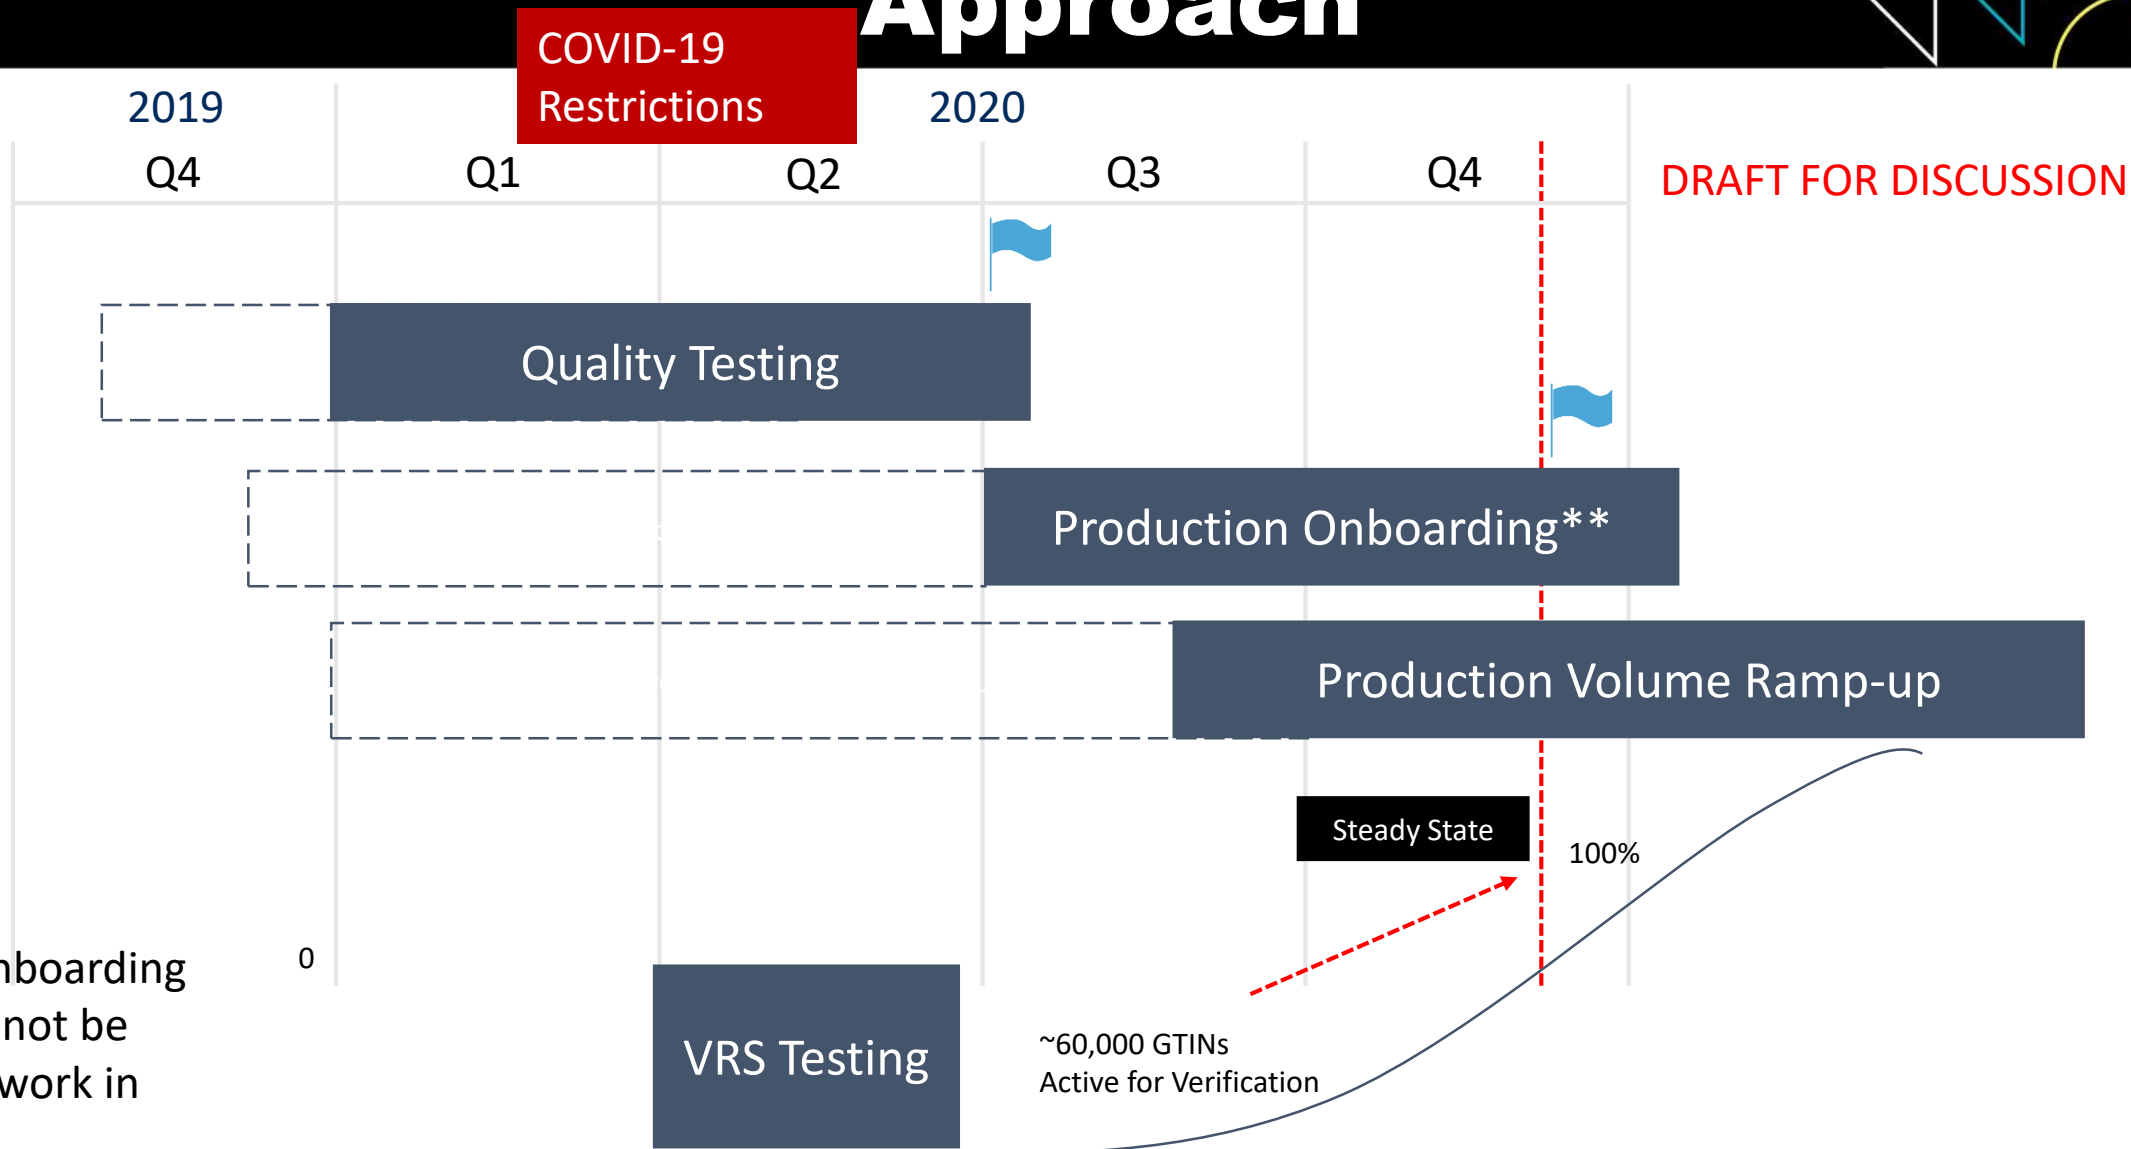 Approach
COVID-19
Restrictions
2019
2020
Q4
Q1
Q2
Q3
Q4
DRAFT FOR DISCUSSION
Quality Testing
Production Onboarding**
Production Volume Ramp-up
Steady State
100%
0
not be
work in
VRS Testing
~60,000 GTINs
Active for Verification